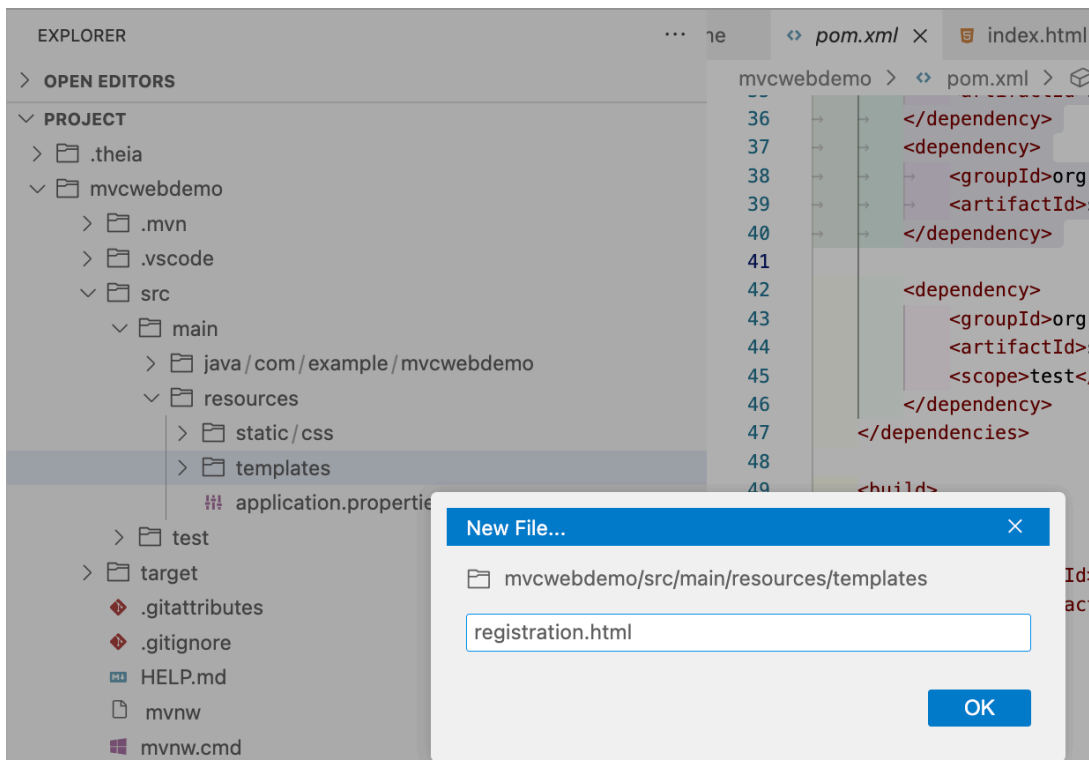 EXPLORER
OPEN EDITORS
PROJECT
.theia
mvcwebdemo
.mvn
.vscode
src
main
java/com/example/mvcwebdemo
resources
static/css
templates
application.propertie
test
target
.gitattributes
.gitignore
HELP.md
mvnw
mvnw.cmd
ne pom.xml index.html
mvcwebdemo > pom.xml >
36 </dependency>
37 <dependency>
38 <groupId>org
39 <artifactId>s
40 </dependency>
41
42 <dependency>
43 <groupId>org
44 <artifactId>s
45 <scope>test</
46 </dependency>
47 </dependencies>
48
49 <build>
New File...
mvcwebdemo/src/main/resources/templates
registration.html
OK